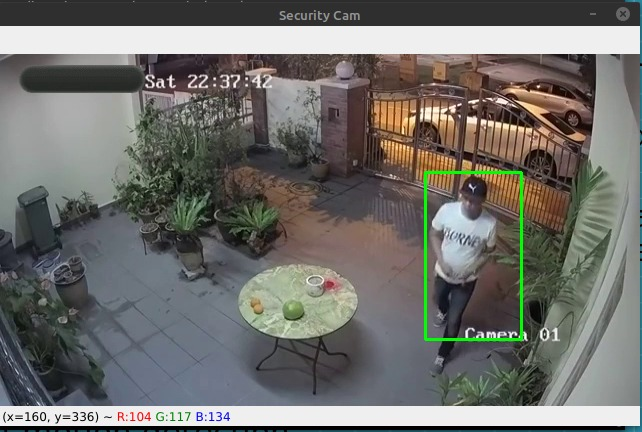 Security Cam
Sat 22:37:42
Camera 01
(x=160, y=336) ~ R:104 G:117 B:134